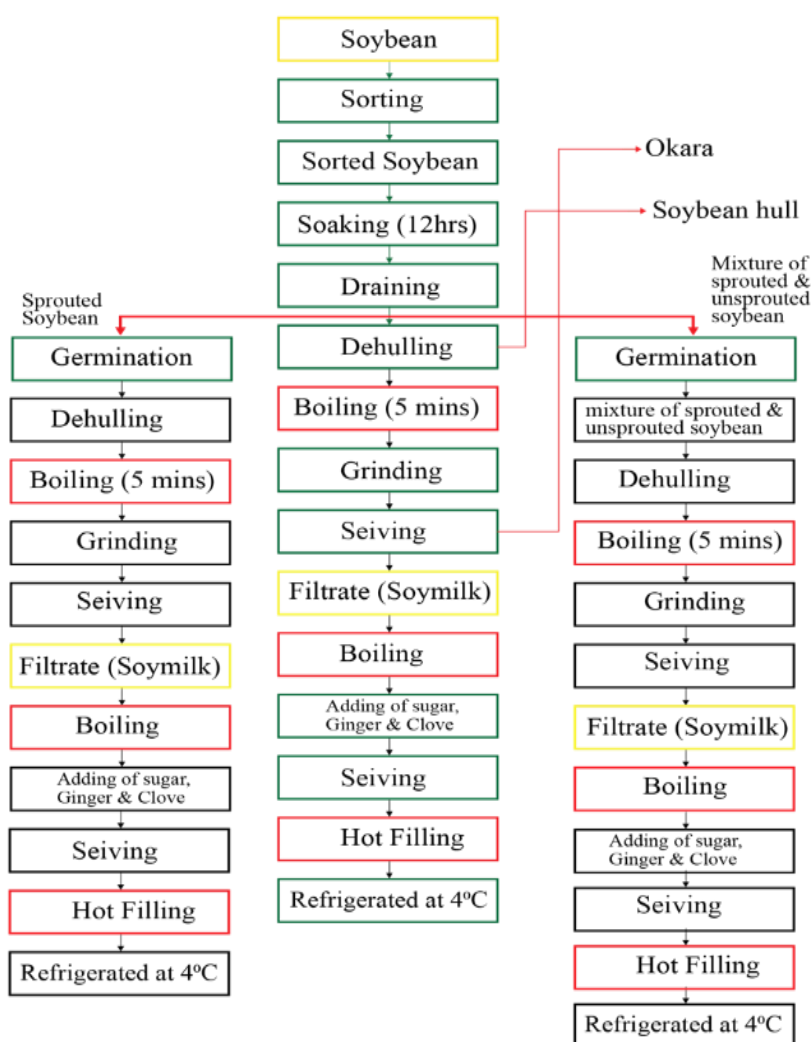 Soybean
Sorting
Sorted Soybean
Soaking (12hrs)
Draining
Dehulling
Boiling (5 mins)
Grinding
Seiving
Filtrate (Soymilk)
Boiling
Adding of sugar,
Ginger & Clove
Seiving
Hot Filling
Refrigerated at 4ºC
Okara
Soybean hull
Sprouted
Soybean
Germination
Dehulling
Boiling (5 mins)
Grinding
Seiving
Filtrate (Soymilk)
Boiling
Adding of sugar,
Ginger & Clove
Seiving
Hot Filling
Refrigerated at 4ºC
Mixture of
sprouted &
unsprouted
soybean
Germination
mixture of sprouted &
unsprouted soybean
Dehulling
Boiling (5 mins)
Grinding
Seiving
Filtrate (Soymilk)
Boiling
Adding of sugar,
Ginger & Clove
Seiving
Hot Filling
Refrigerated at 4ºC